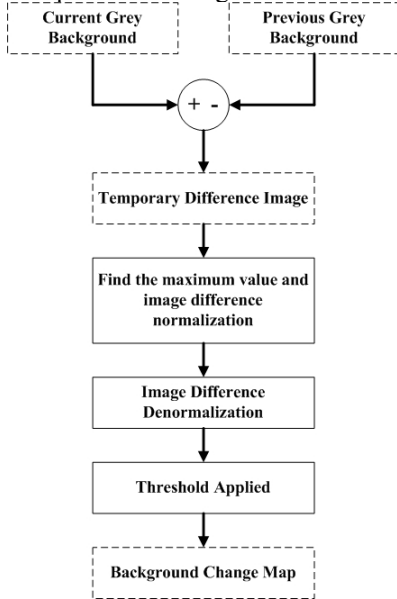 Current Grey
Background
Previous Grey
Background
+ -
Temporary Difference Image
Find the maximum value and
image difference
normalization
Image Difference
Denormalization
Threshold Applied
Background Change Map